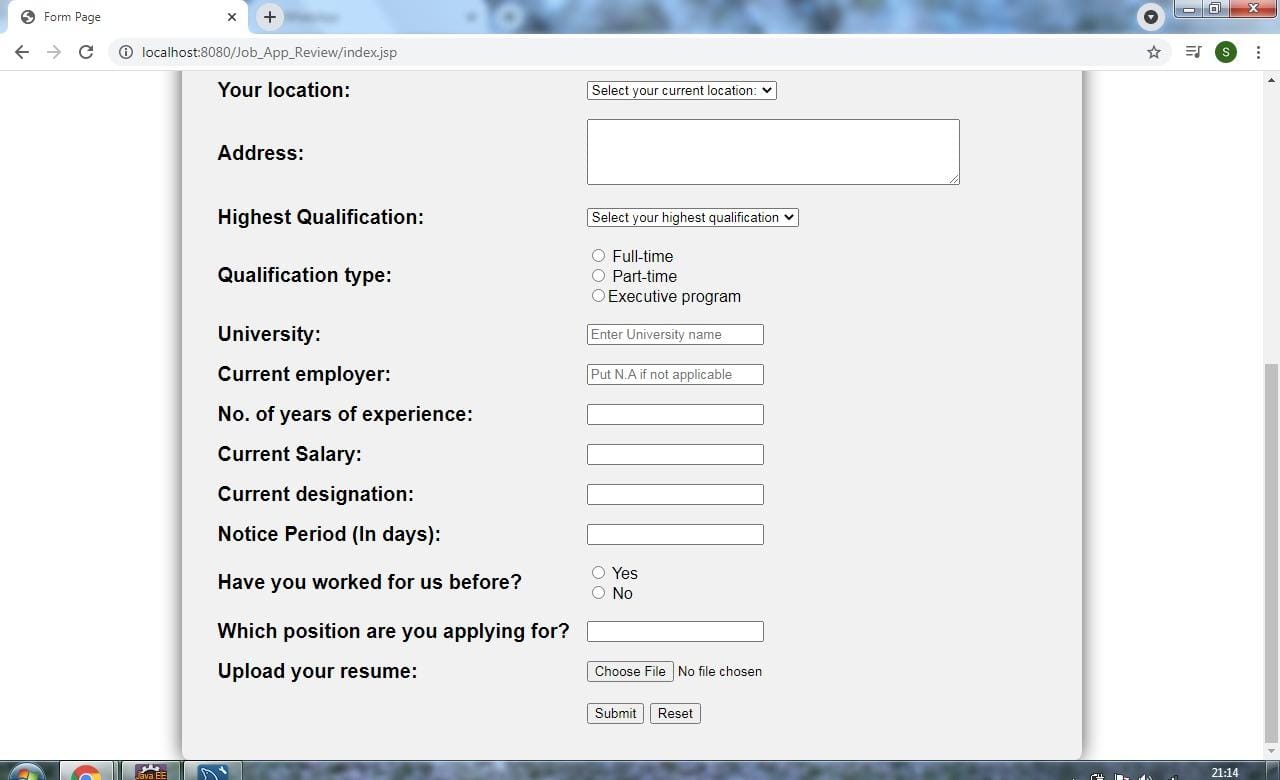 Form Page
localhost:8080/Job_App_Review/index.jsp
S
Your location:
Select your current location:
Address:
Highest Qualification:
Select your highest qualification
Qualification type:
Full-time
Part-time
Executive program
University:
Enter University name
Current employer:
Put N.A if not applicable
No. of years of experience:
Current Salary:
Current designation:
Notice Period (In days):
Have you worked for us before?
Yes
No
Which position are you applying for?
Upload your resume:
Choose File No file chosen
Submit Reset
Java EE
21:14